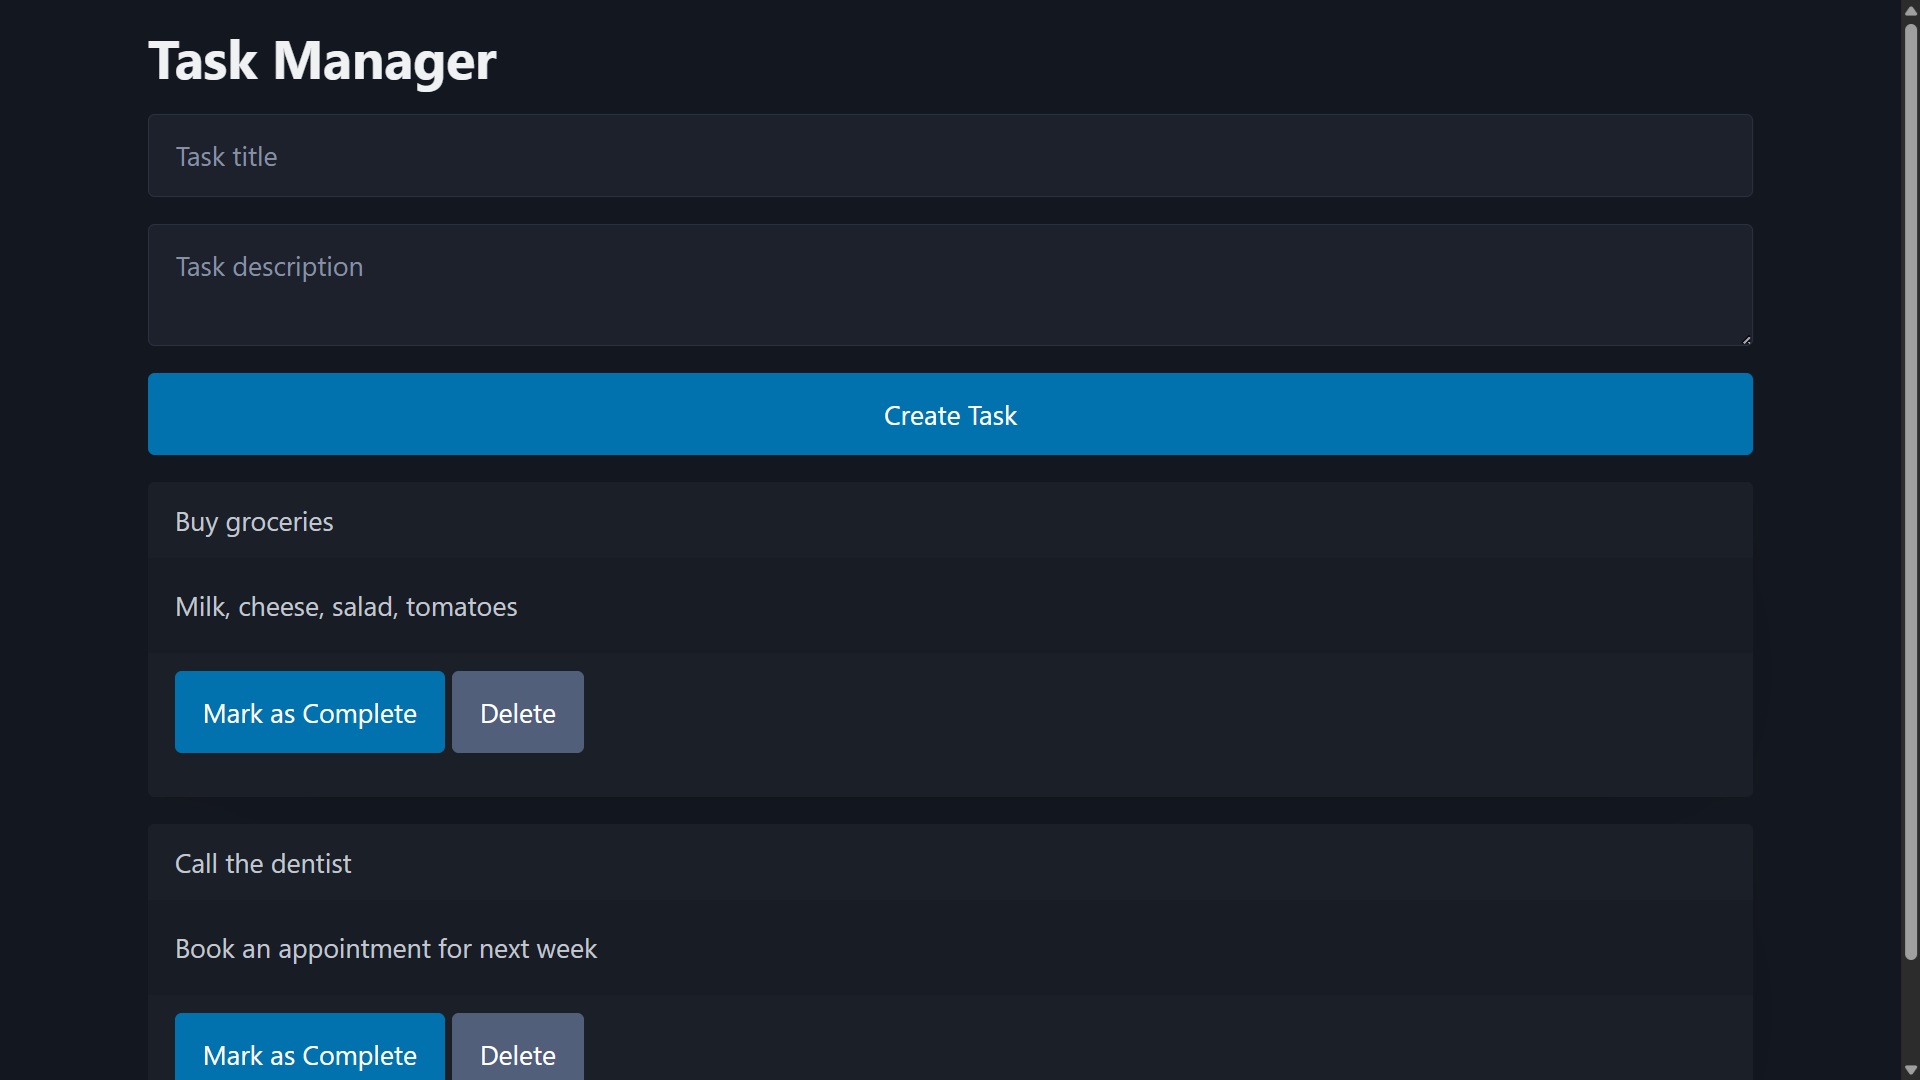 Task Manager
Task title
Task description
Create Task
Buy groceries
Milk, cheese, salad, tomatoes
Mark as Complete Delete
Call the dentist
Book an appointment for next week
Mark as Complete Delete